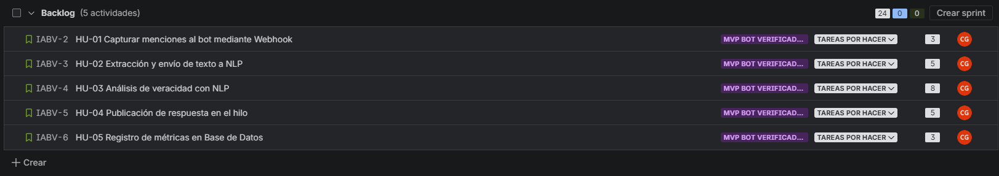 Backlog (5 actividades) 24 0 0 Crear sprint
IABV-2 HU-01 Capturar menciones al bot mediante Webhook MVP BOT VERIFICAD... TAREAS POR HACER 3 CG
IABV-3 HU-02 Extracción y envío de texto a NLP MVP BOT VERIFICAD... TAREAS POR HACER 5 CG
IABV-4 HU-03 Análisis de veracidad con NLP MVP BOT VERIFICAD... TAREAS POR HACER 8 CG
IABV-5 HU-04 Publicación de respuesta en el hilo MVP BOT VERIFICAD... TAREAS POR HACER 5 CG
IABV-6 HU-05 Registro de métricas en Base de Datos MVP BOT VERIFICAD... TAREAS POR HACER 3 CG
Crear